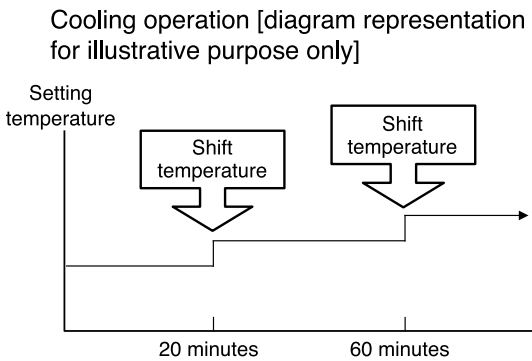 Cooling operation [diagram representation
for illustrative purpose only]
Setting
temperature
Shift
temperature
Shift
temperature
20 minutes
60 minutes